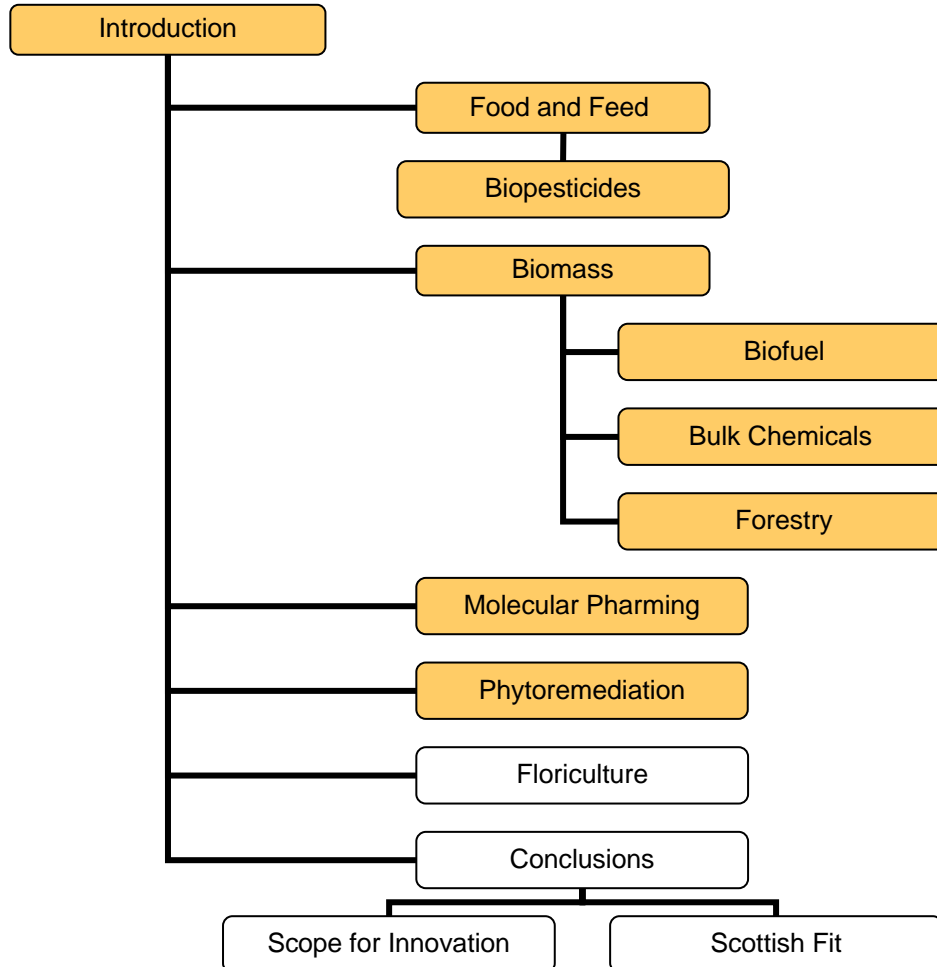 Introduction
Food and Feed
Biopesticides
Biomass
Biofuel
Bulk Chemicals
Forestry
Molecular Pharming
Phytoremediation
Floriculture
Conclusions
Scope for Innovation
Scottish Fit